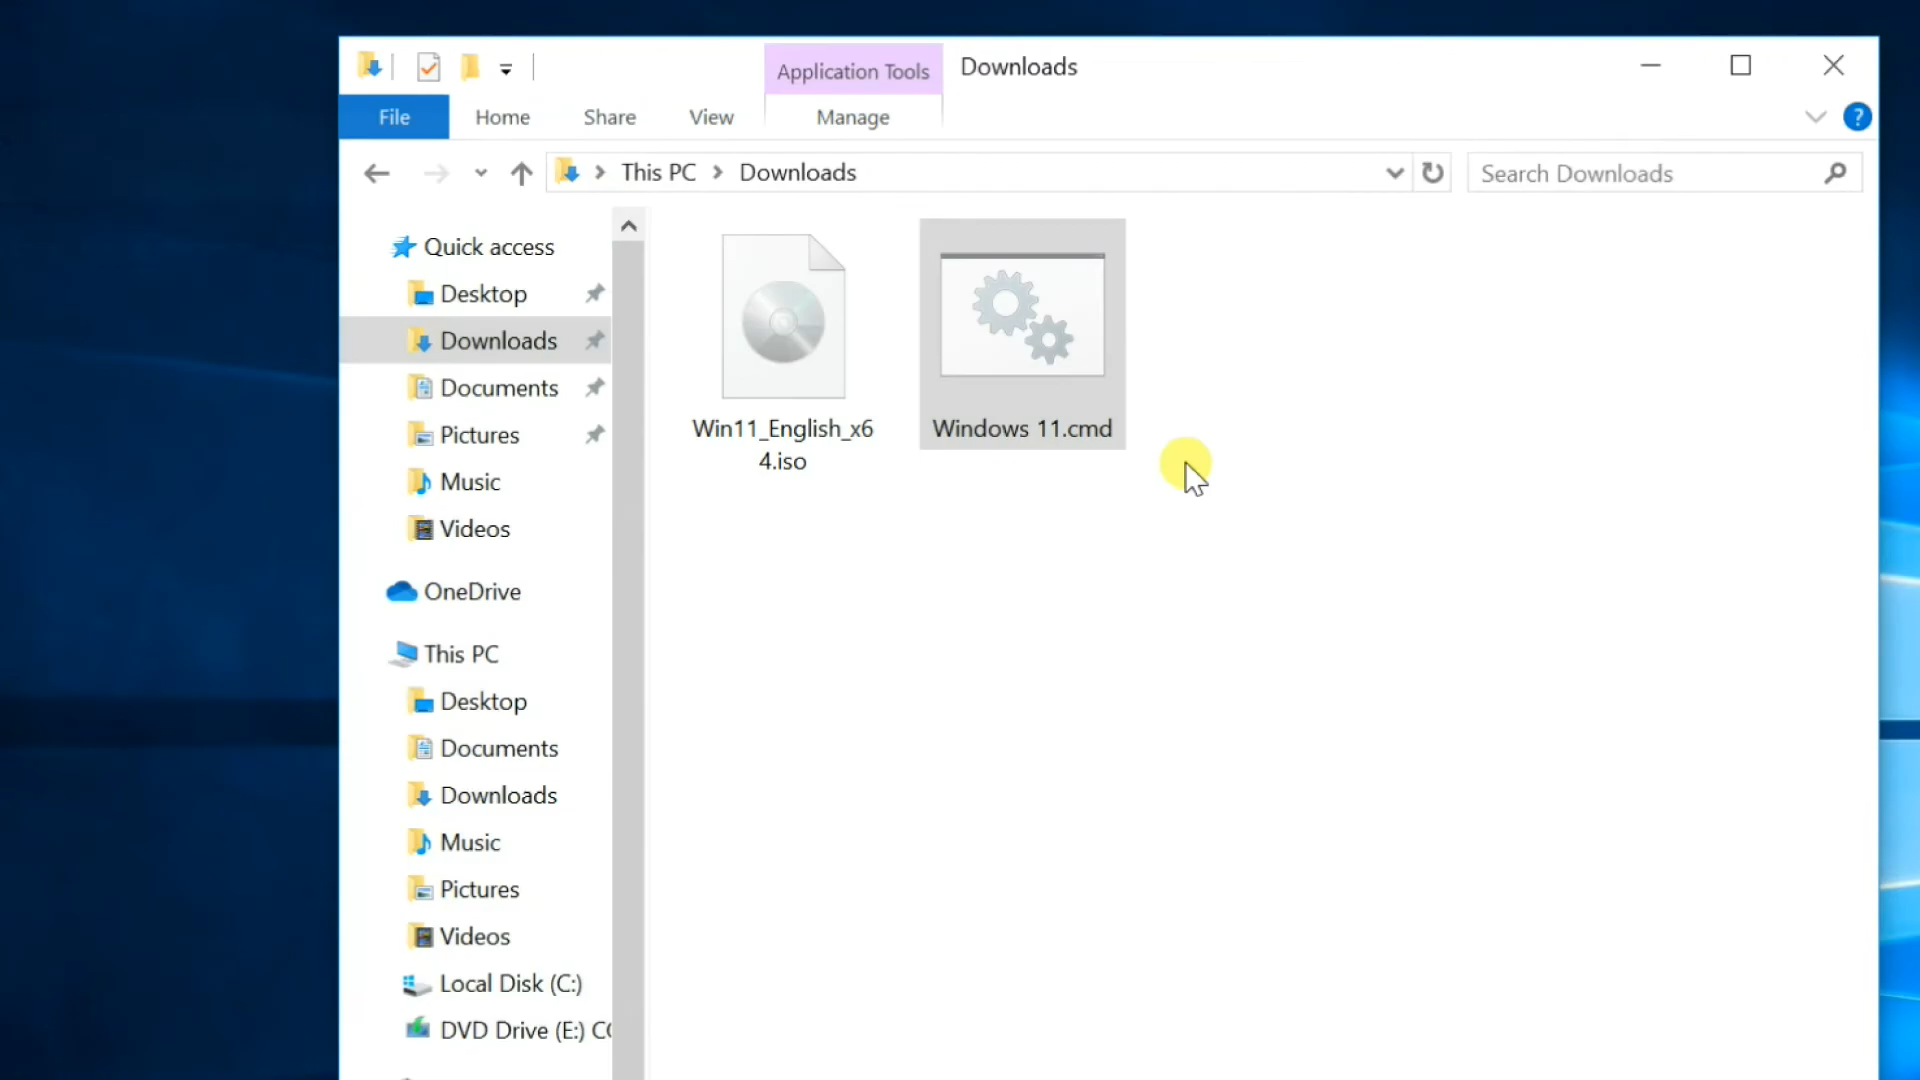 Application Tools
Downloads
File
Home
Share
View
Manage
?
This PC
Downloads
Search Downloads
Quick access
Desktop
Downloads
Documents
Pictures
Music
Videos
OneDrive
This PC
Desktop
Documents
Downloads
Music
Pictures
Videos
Local Disk (C:)
DVD Drive (E:)
Win11_English_x6
4.iso
Windows 11.cmd